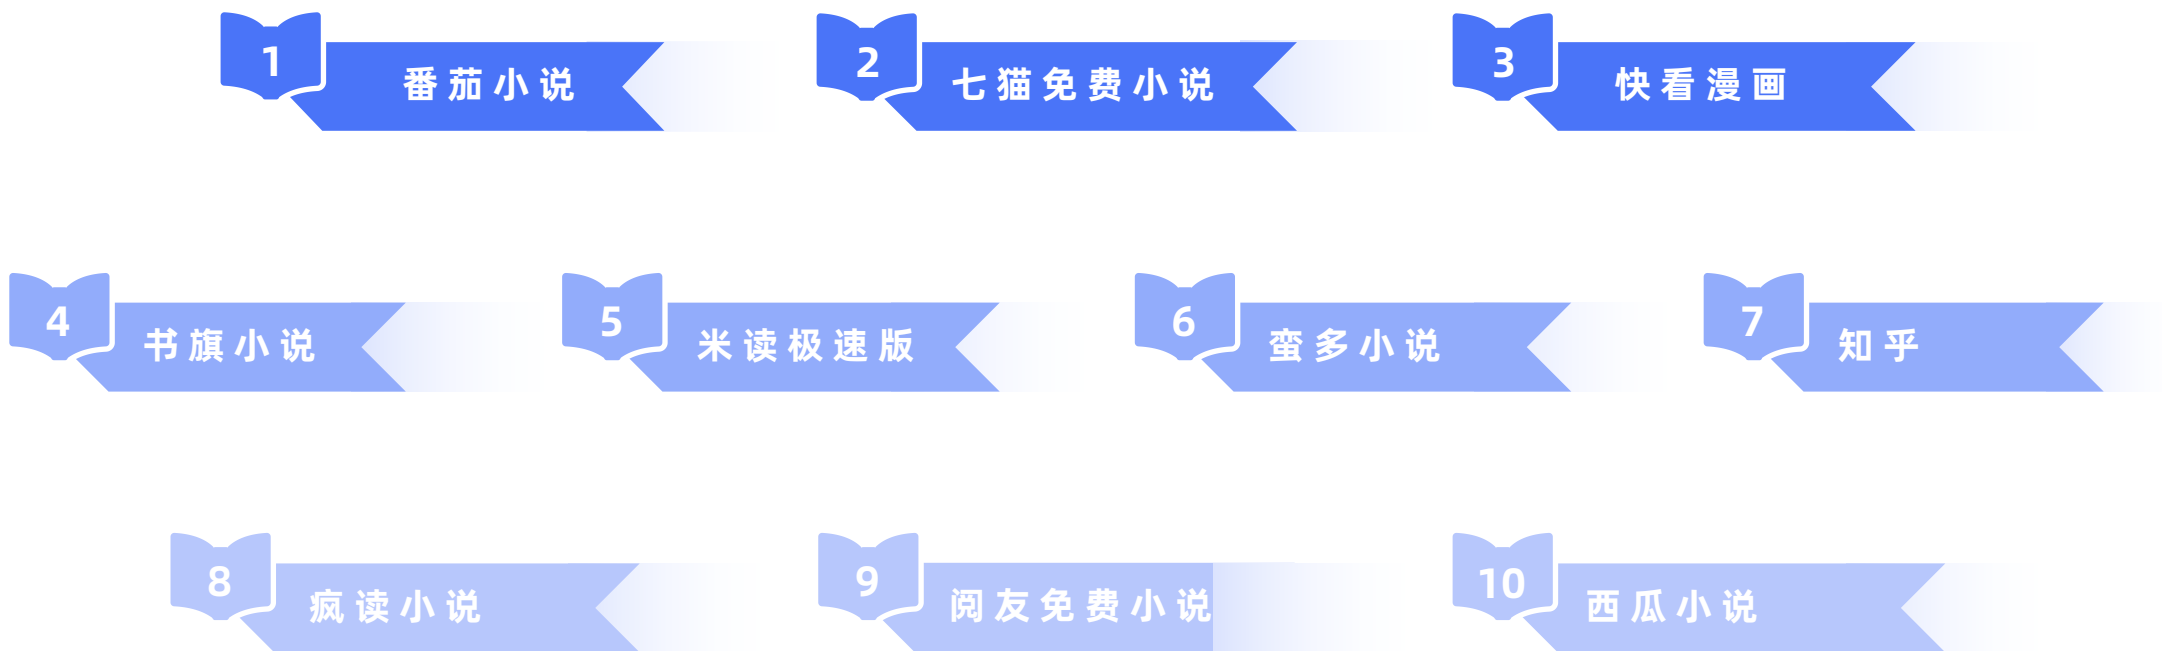 1 番茄小说
2 七猫免费小说
3 快看漫画
4 书旗小说
5 米读极速版
6 蛮多小说
7 知乎
8 疯读小说
9 阅友免费小说
10 西瓜小说